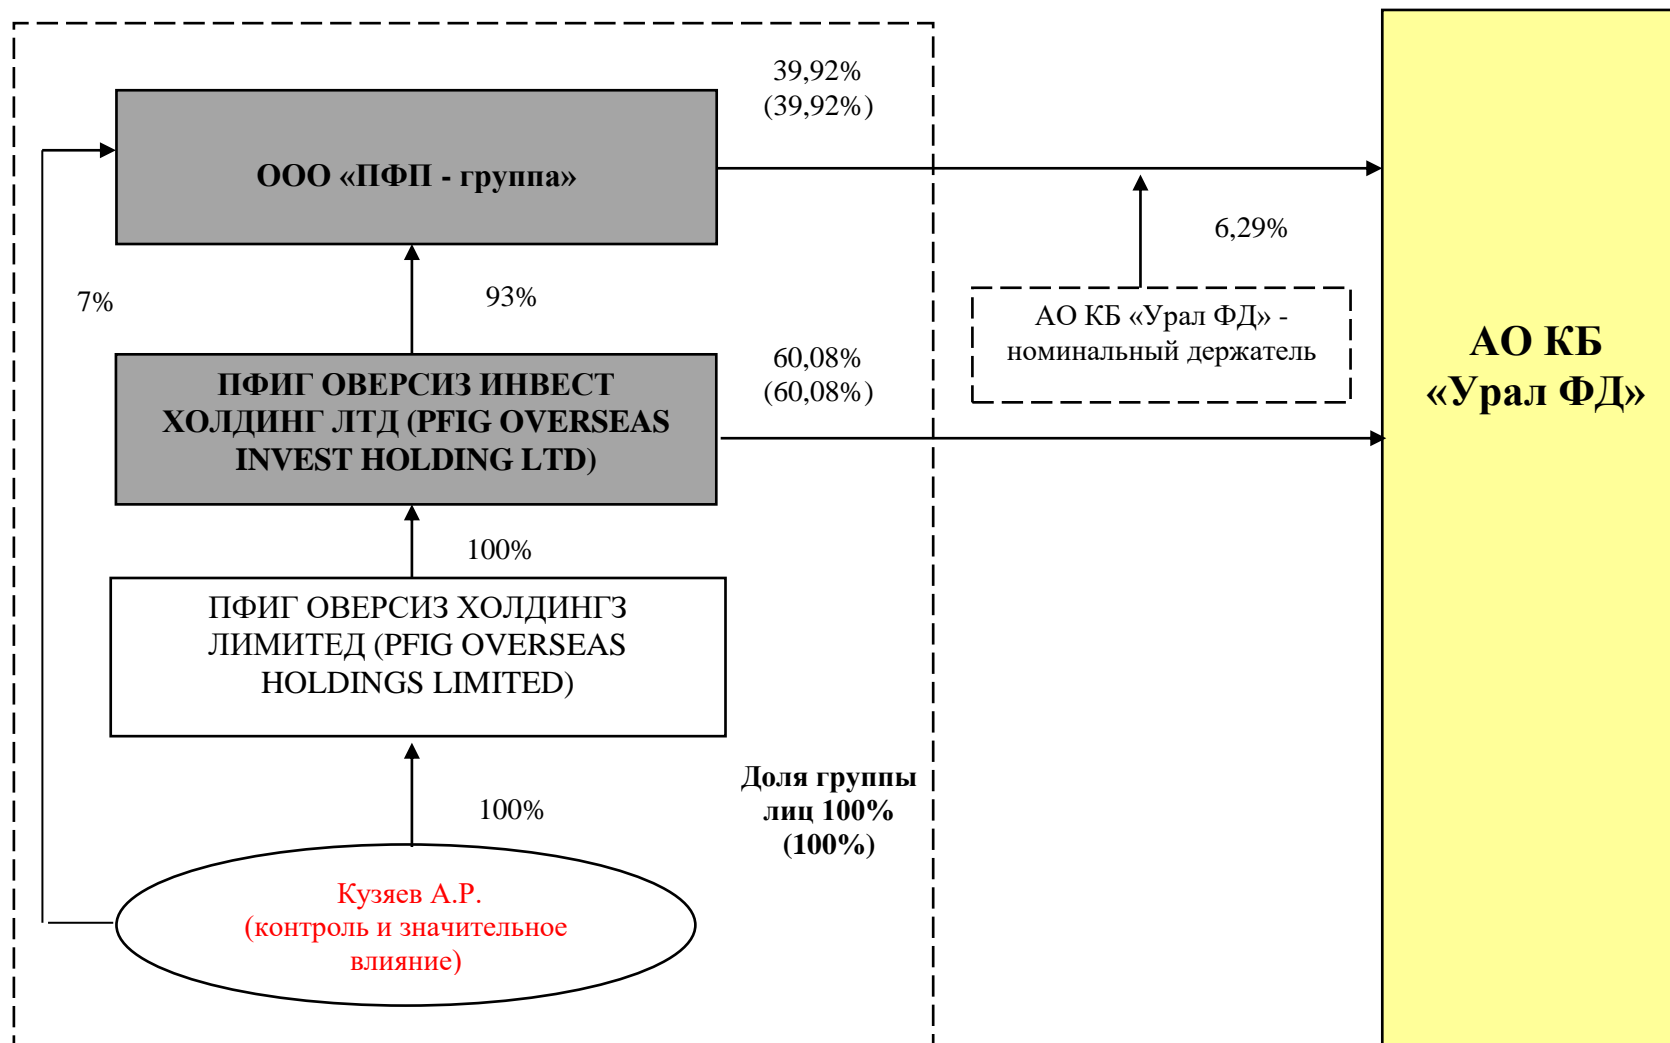 39,92%
(39,92%)
ООО «ПФП - группа»
6,29%
7%
93%
АО КБ «Урал ФД» -
номинальный держатель
АО КБ
«Урал ФД»
60,08%
(60,08%)
ПФИГ ОВЕРСИЗ ИНВЕСТ
ХОЛДИНГ ЛТД (PFIG OVERSEAS
INVEST HOLDING LTD)
100%
ПФИГ ОВЕРСИЗ ХОЛДИНГЗ
ЛИМИТЕД (PFIG OVERSEAS
HOLDINGS LIMITED)
100%
Доля группы
лиц 100%
(100%)
Кузяев А.Р.
(контроль и значительное
влияние)